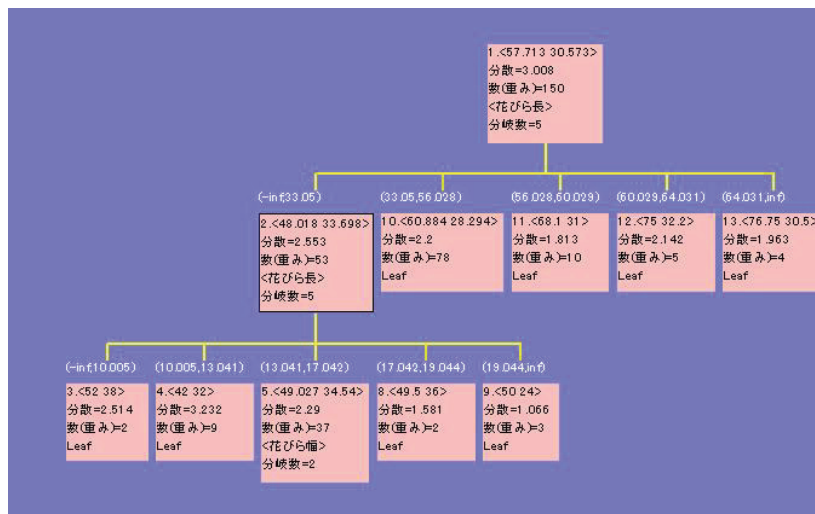 1.<57.713 30.573>
分散=3.008
数(重み)=150
<花びら長>
分岐数=5
(-inf,33.05)
(33.05,56.028)
(56.028,60.029)
(60.029,64.031)
(64.031,inf)
2.<48.018 33.698>
分散=2.553
数(重み)=53
<花びら長>
分岐数=5
10.<60.884 28.294>
分散=2.2
数(重み)=78
Leaf
11.<68.1 31>
分散=1.813
数(重み)=10
Leaf
12.<75 32.2>
分散=2.142
数(重み)=5
Leaf
13.<76.75 30.5>
分散=1.963
数(重み)=4
Leaf
(-inf,10.005)
(10.005,13.041)
(13.041,17.042)
(17.042,19.044)
(19.044,inf)
3.<52 38>
分散=2.514
数(重み)=2
Leaf
4.<42 32>
分散=3.232
数(重み)=9
Leaf
5.<49.027 34.54>
分散=2.29
数(重み)=37
<花びら幅>
分岐数=2
8.<49.5 36>
分散=1.581
数(重み)=2
Leaf
9.<50 24>
分散=1.066
数(重み)=3
Leaf